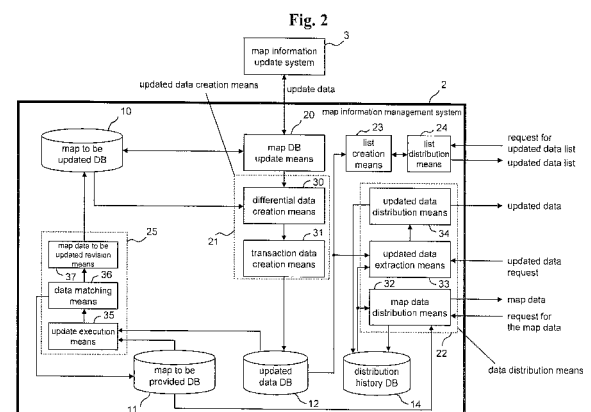 Fig. 2
3
map information
update system
updated data creation means
update data
2
map information management system
10
20
23
24
map to be
updated DB
map DB
update means
list
creation
means
list
distribution
means
request for
updated data list
updated data list
30
differential data
creation means
updated data
distribution means
updated data
34
25
21
31
map data to be
updated revision
means
37
36
transaction data
creation means
updated data
extraction means
updated data
request
data matching
means
32
33
map data
map data
distribution means
35
request for
the map data
update execution
means
22
data distribution means
map to be
provided DB
updated
data DB
distribution
history DB
11
12
14